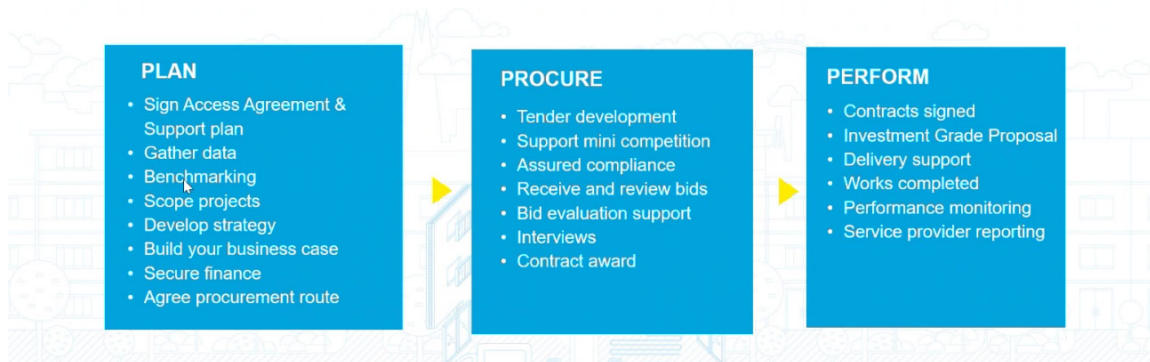 PLAN
• Sign Access Agreement &
Support plan
• Gather data
• Benchmarking
• Scope projects
• Develop strategy
• Build your business case
• Secure finance
• Agree procurement route
PROCURE
• Tender development
• Support mini competition
• Assured compliance
• Receive and review bids
• Bid evaluation support
• Interviews
• Contract award
PERFORM
• Contracts signed
• Investment Grade Proposal
• Delivery support
• Works completed
• Performance monitoring
• Service provider reporting